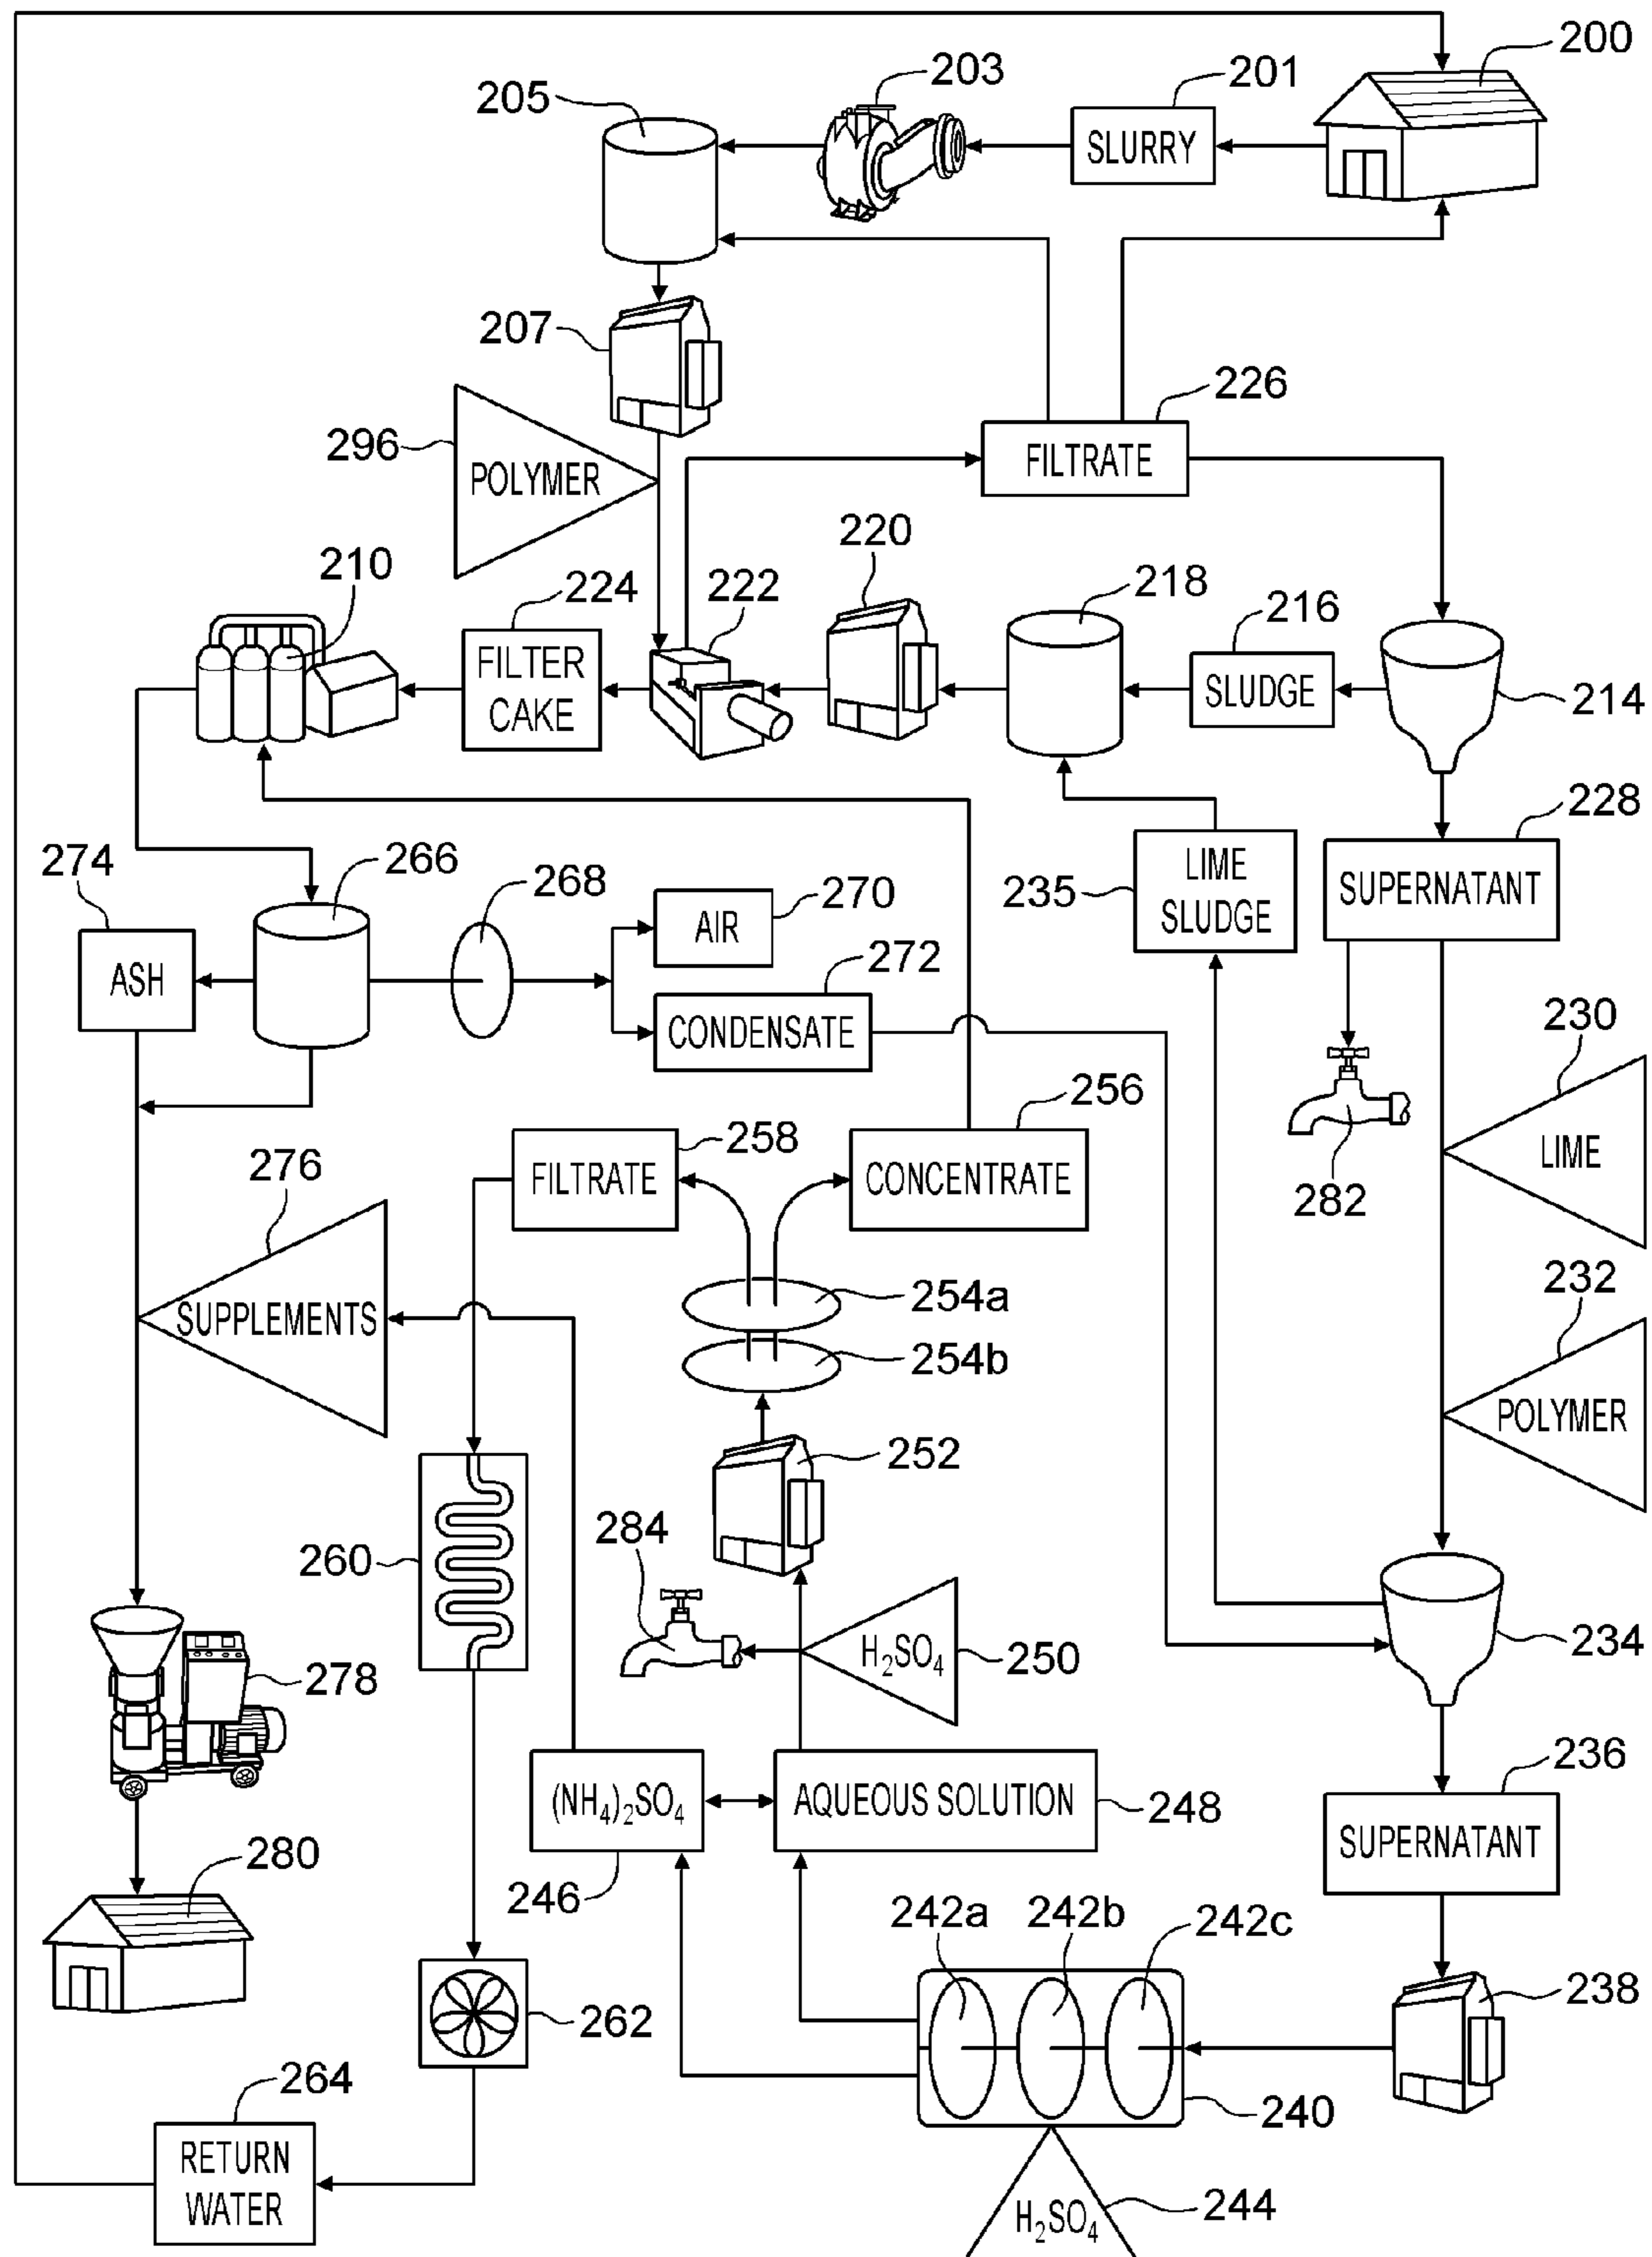 200
203
201
205
SLURRY
207
226
296
POLYMER
FILTRATE
220
210
224
222
218
216
FILTER
CAKE
SLUDGE
214
228
274
266
268
270
235
LIME
SLUDGE
SUPERNATANT
AIR
ASH
272
CONDENSATE
230
256
258
276
FILTRATE
CONCENTRATE
282
LIME
254a
SUPPLEMENTS
254b
232
POLYMER
252
284
260
H₂SO₄
250
234
278
236
(NH₄)₂SO₄
AQUEOUS SOLUTION
248
SUPERNATANT
280
246
242a
242b
242c
238
262
264
240
RETURN
WATER
244
H₂SO₄